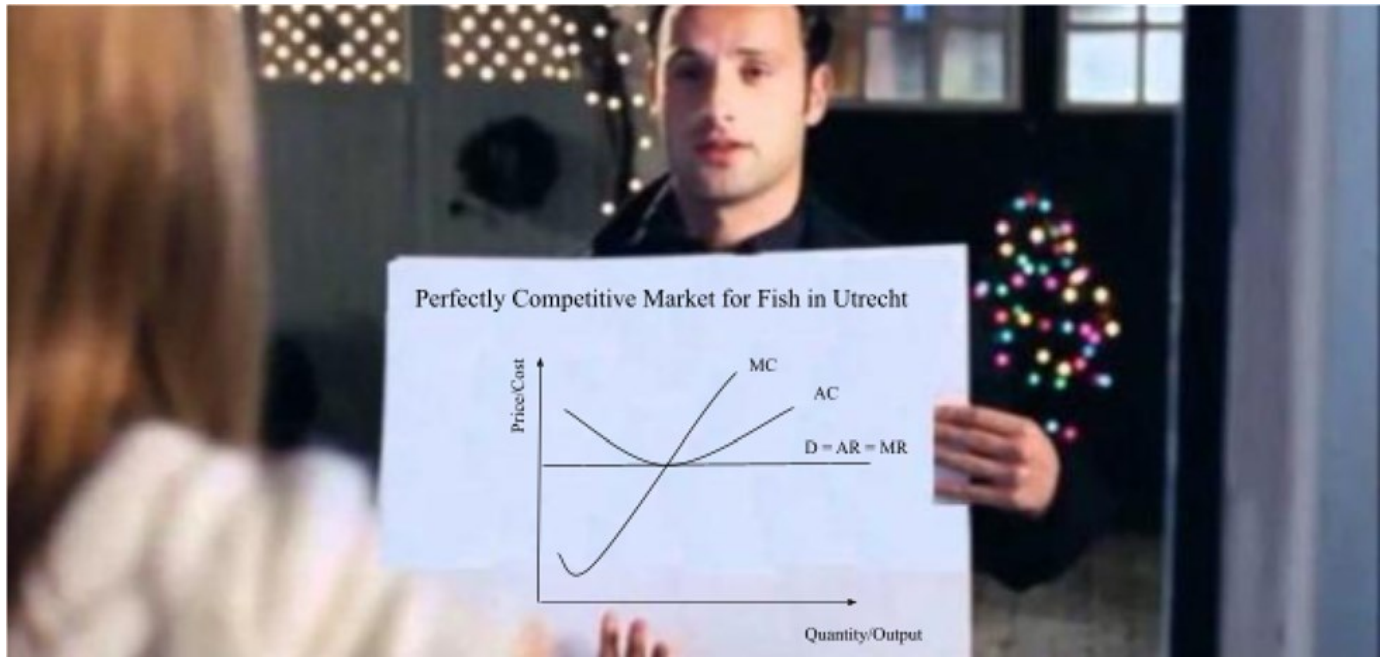 Perfectly Competitive Market for Fish in Utrecht
Price/Cost
MC
AC
D = AR = MR
Quantity/Output